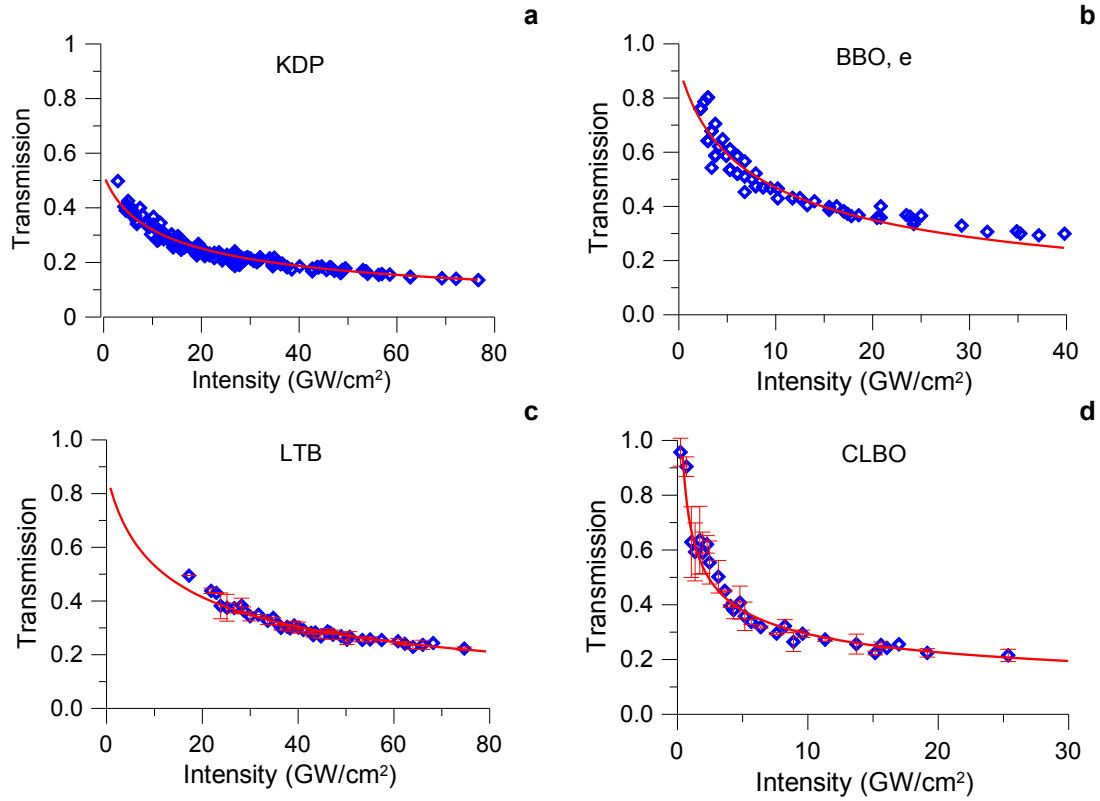 a
KDP
1
0.8
0.6
0.4
0.2
0
Transmission
0 20 40 60 80
Intensity (GW/cm²)
b
BBO, e
1.0
0.8
0.6
0.4
0.2
0.0
Transmission
0 10 20 30 40
Intensity (GW/cm²)
c
LTB
1.0
0.8
0.6
0.4
0.2
0.0
Transmission
0 20 40 60 80
Intensity (GW/cm²)
d
CLBO
1.0
0.8
0.6
0.4
0.2
0.0
Transmission
0 10 20 30
Intensity (GW/cm²)